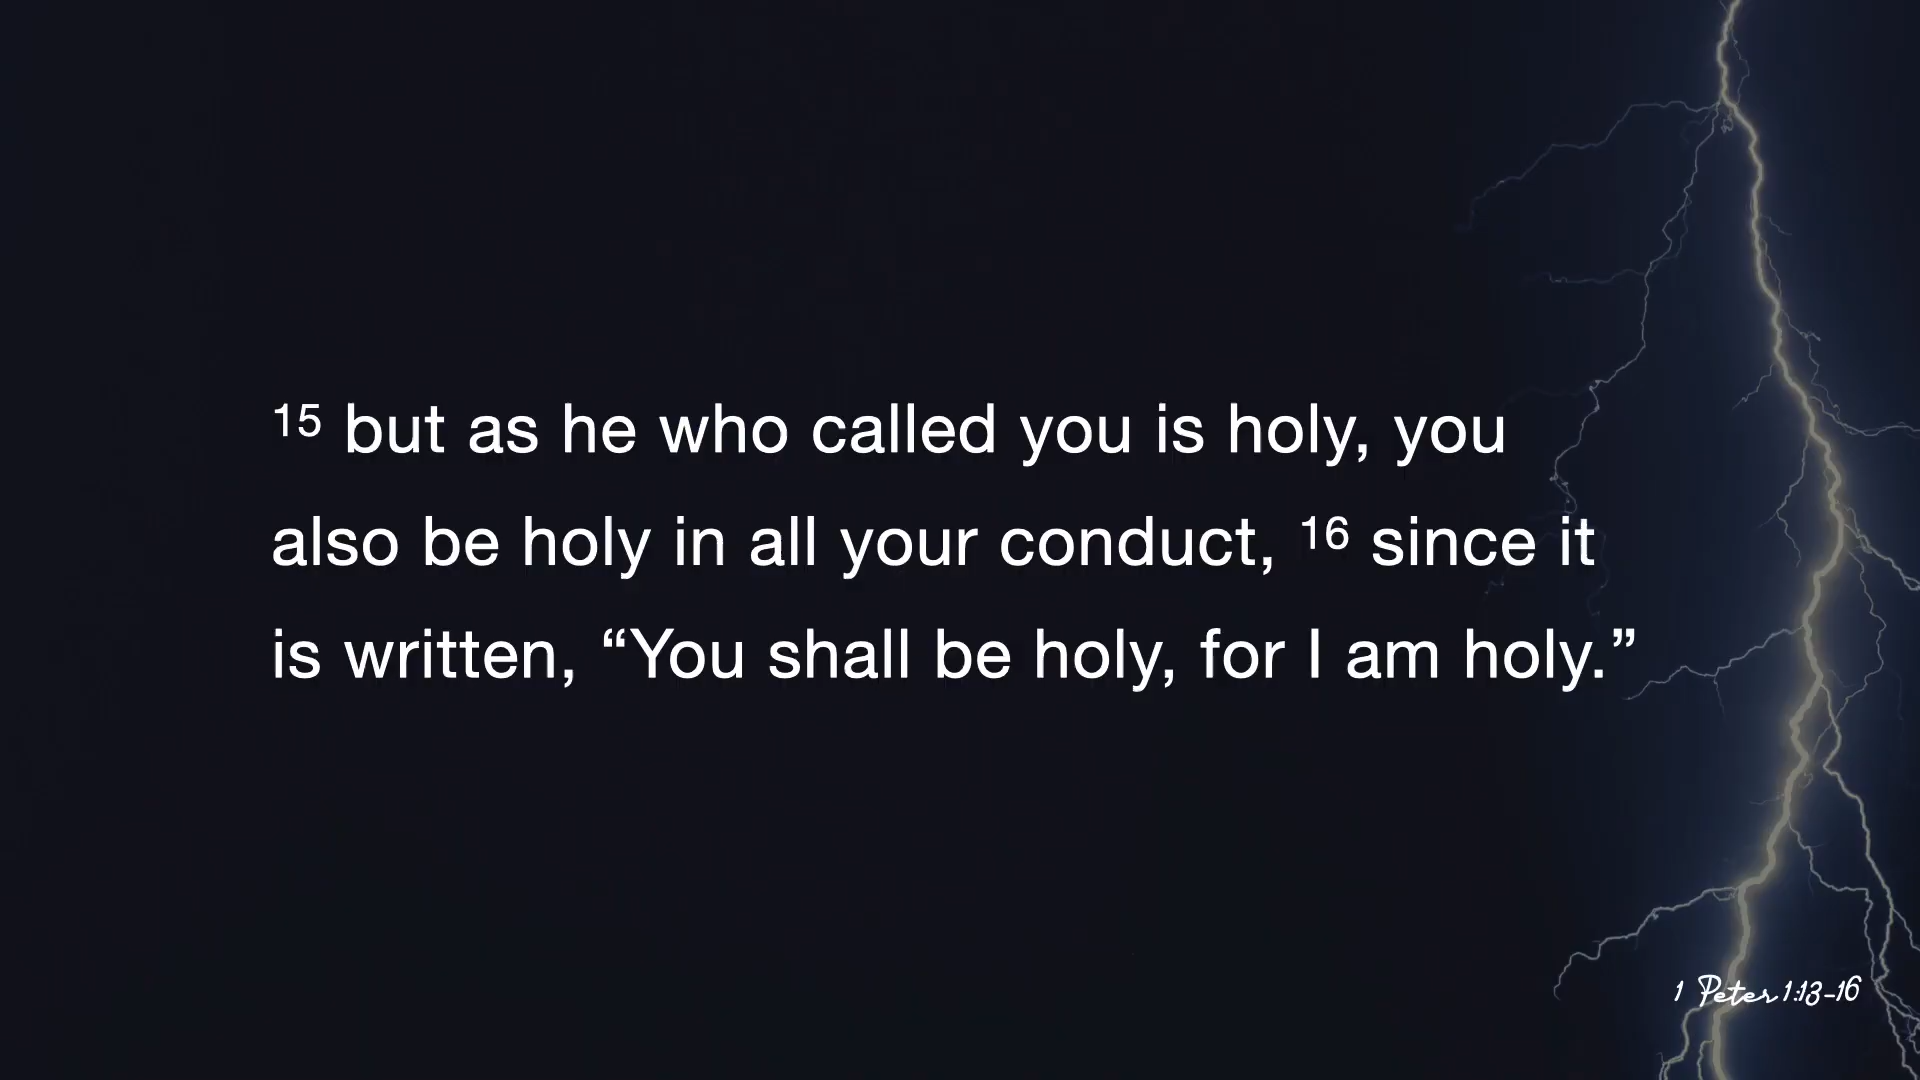 15 but as he who called you is holy, you
also be holy in all your conduct, 16 since it
is written, “You shall be holy, for I am holy.”
1 Peter 1:13-16